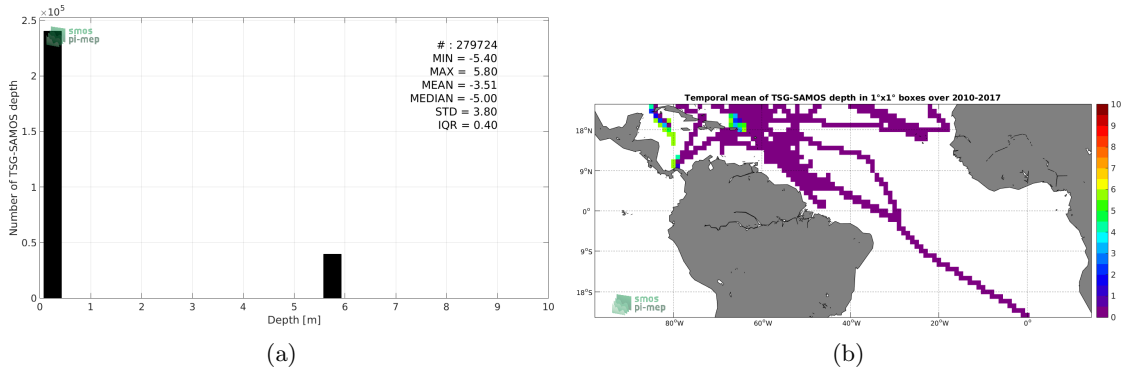 2.5
×10⁵
2
1.5
1
0.5
0
0 1 2 3 4 5 6 7 8 9 10
Number of TSG-SAMOS depth
Depth [m]
smos
pi-mep
# : 279724
MIN = -5.40
MAX = 5.80
MEAN = -3.51
MEDIAN = -5.00
STD = 3.80
IQR = 0.40
(a)
Temporal mean of TSG-SAMOS depth in 1°x1° boxes over 2010-2017
18°N
9°N
0°
9°S
18°S
80°W 60°W 40°W 20°W 0°
smos
pi-mep
10
9
8
7
6
5
4
3
2
1
0
(b)